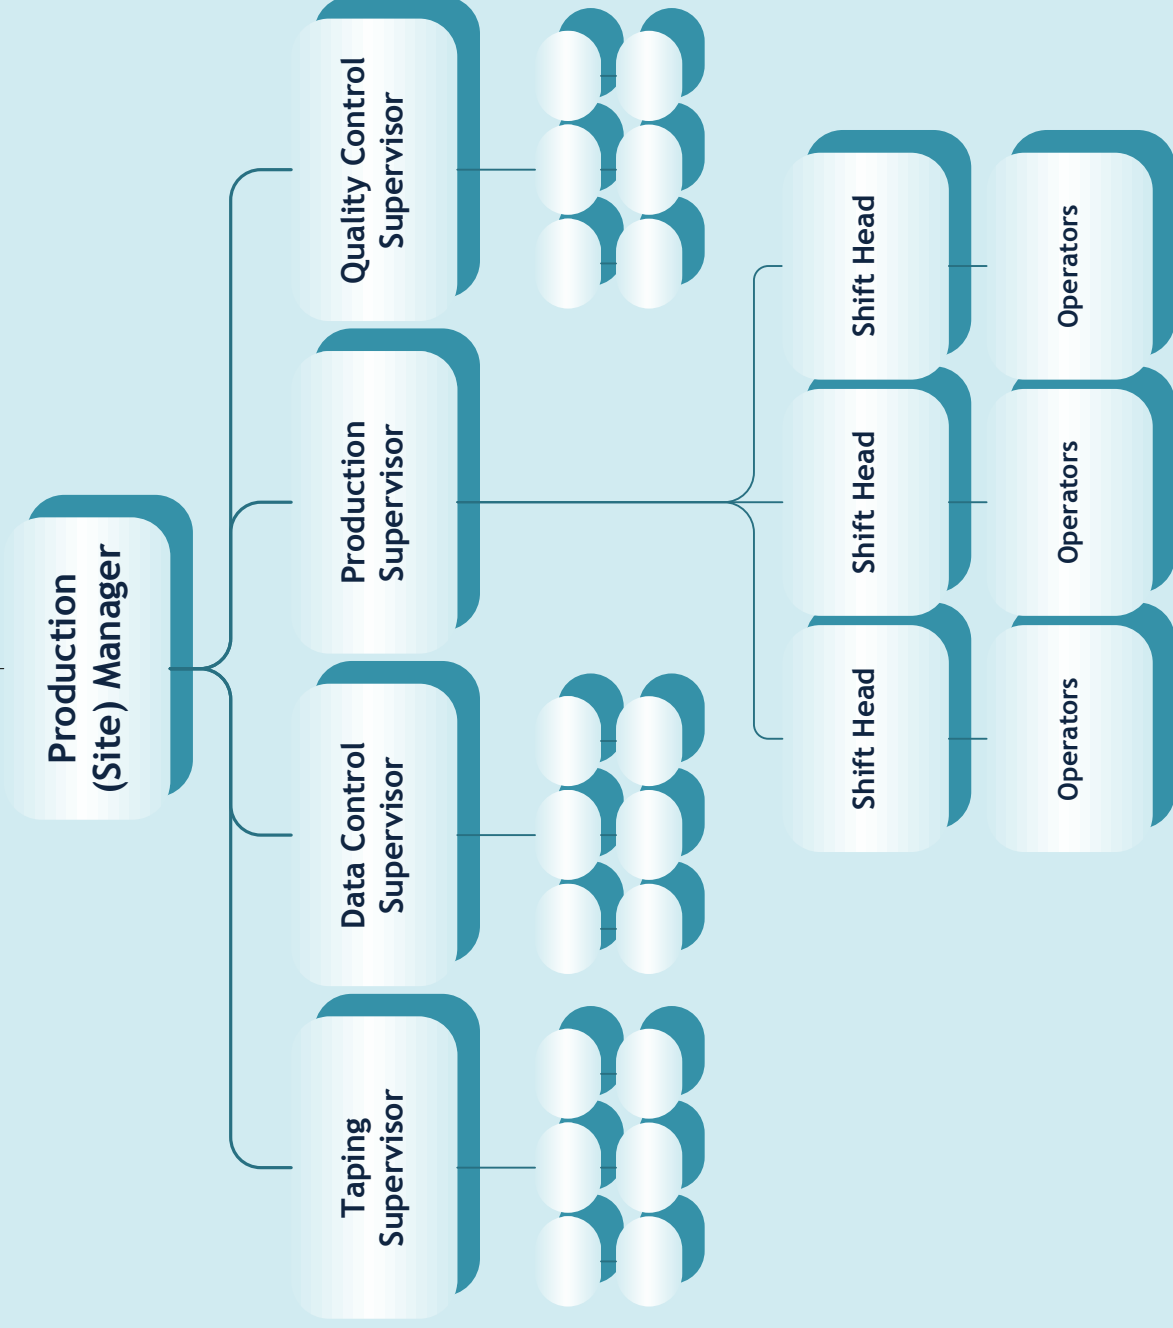 Production
(Site) Manager
Taping
Supervisor
Data Control
Supervisor
Production
Supervisor
Quality Control
Supervisor
Shift Head
Shift Head
Shift Head
Operators
Operators
Operators